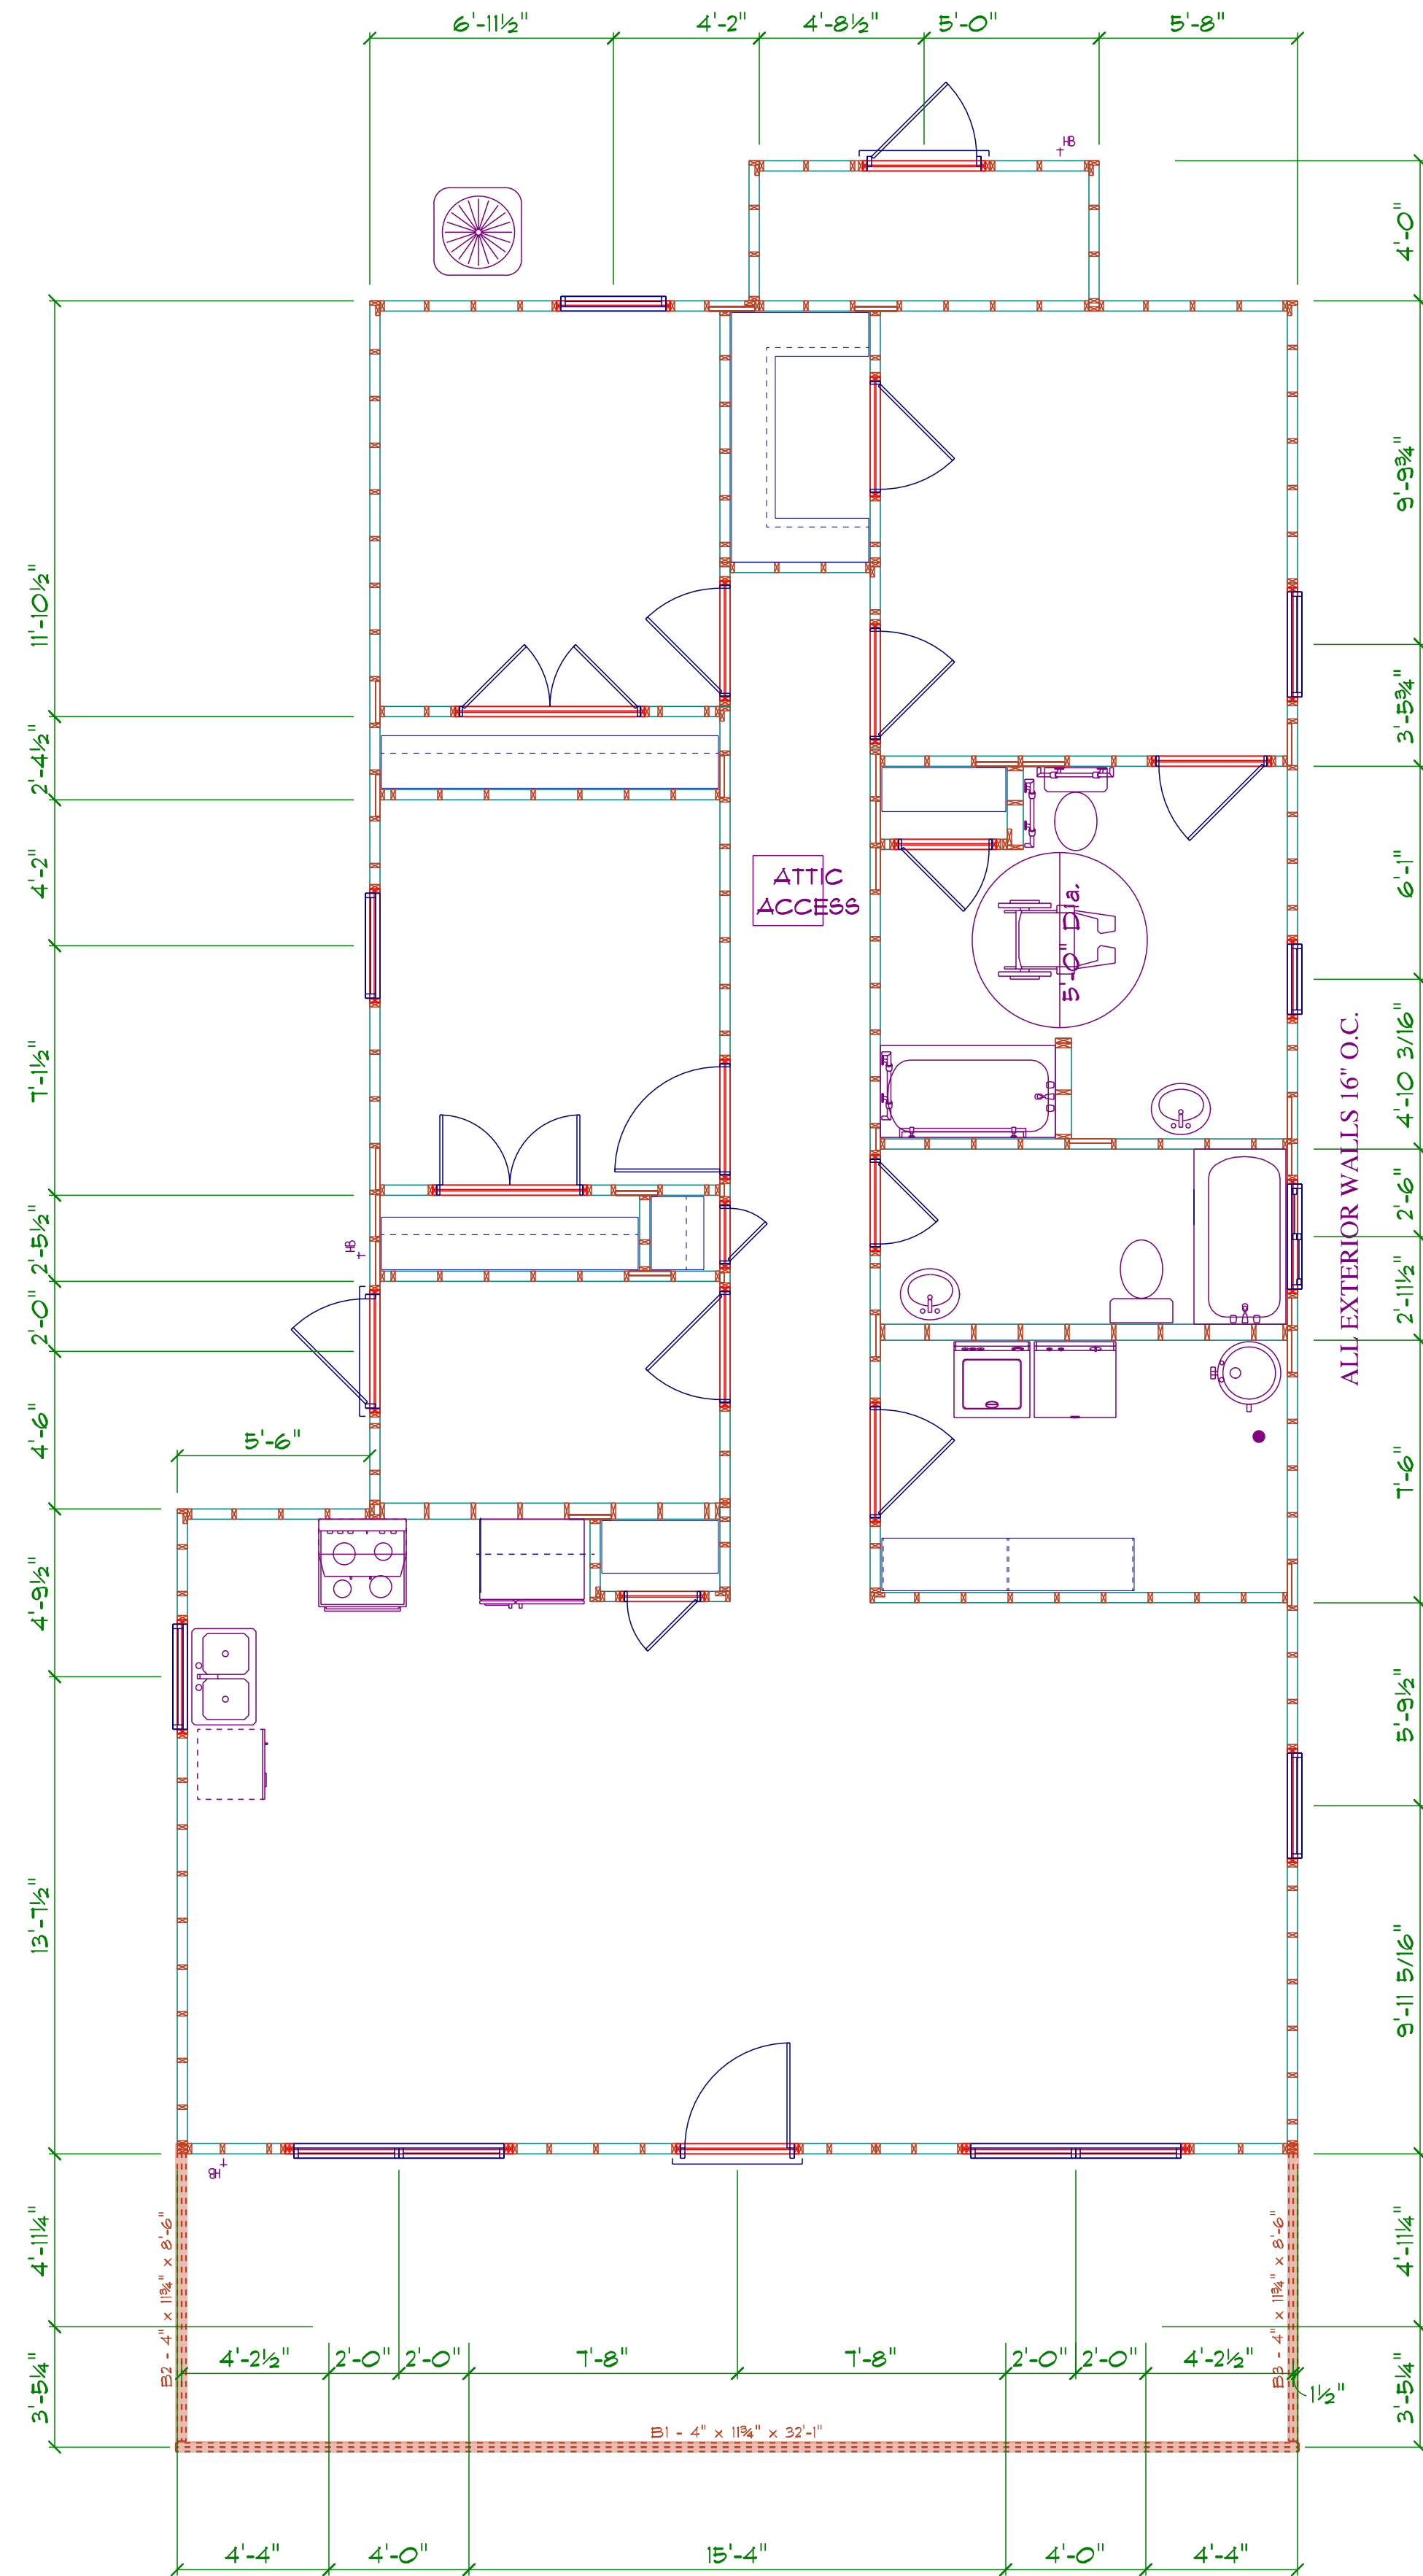 6'-11½" 4'-2" 4'-8½" 5'-0" 5'-8"
HB
4'-0"
9'-9¾"
11'-10½"
3'-5¾"
2'-4½"
4'-2"
ATTIC
ACCESS
5'-0" Dia.
6'-1"
7'-1½"
4'-10 3/16"
ALL EXTERIOR WALLS 16" O.C.
2'-6"
2'-5½"
HB
2'-0"
2'-11½"
4'-6"
5'-6"
7'-6"
4'-9½"
5'-9½"
13'-7½"
9'-11 5/16"
HB
4'-11¼"
B2 - 4" x 11¾" x 8'-6"
B3 - 4" x 11¾" x 8'-6"
4'-11¼"
4'-2½" 2'-0" 2'-0" 7'-8" 7'-8" 2'-0" 2'-0" 4'-2½"
1½"
3'-5¼"
3'-5¼"
B1 - 4" x 11¾" x 32'-1"
4'-4" 4'-0" 15'-4" 4'-0" 4'-4"